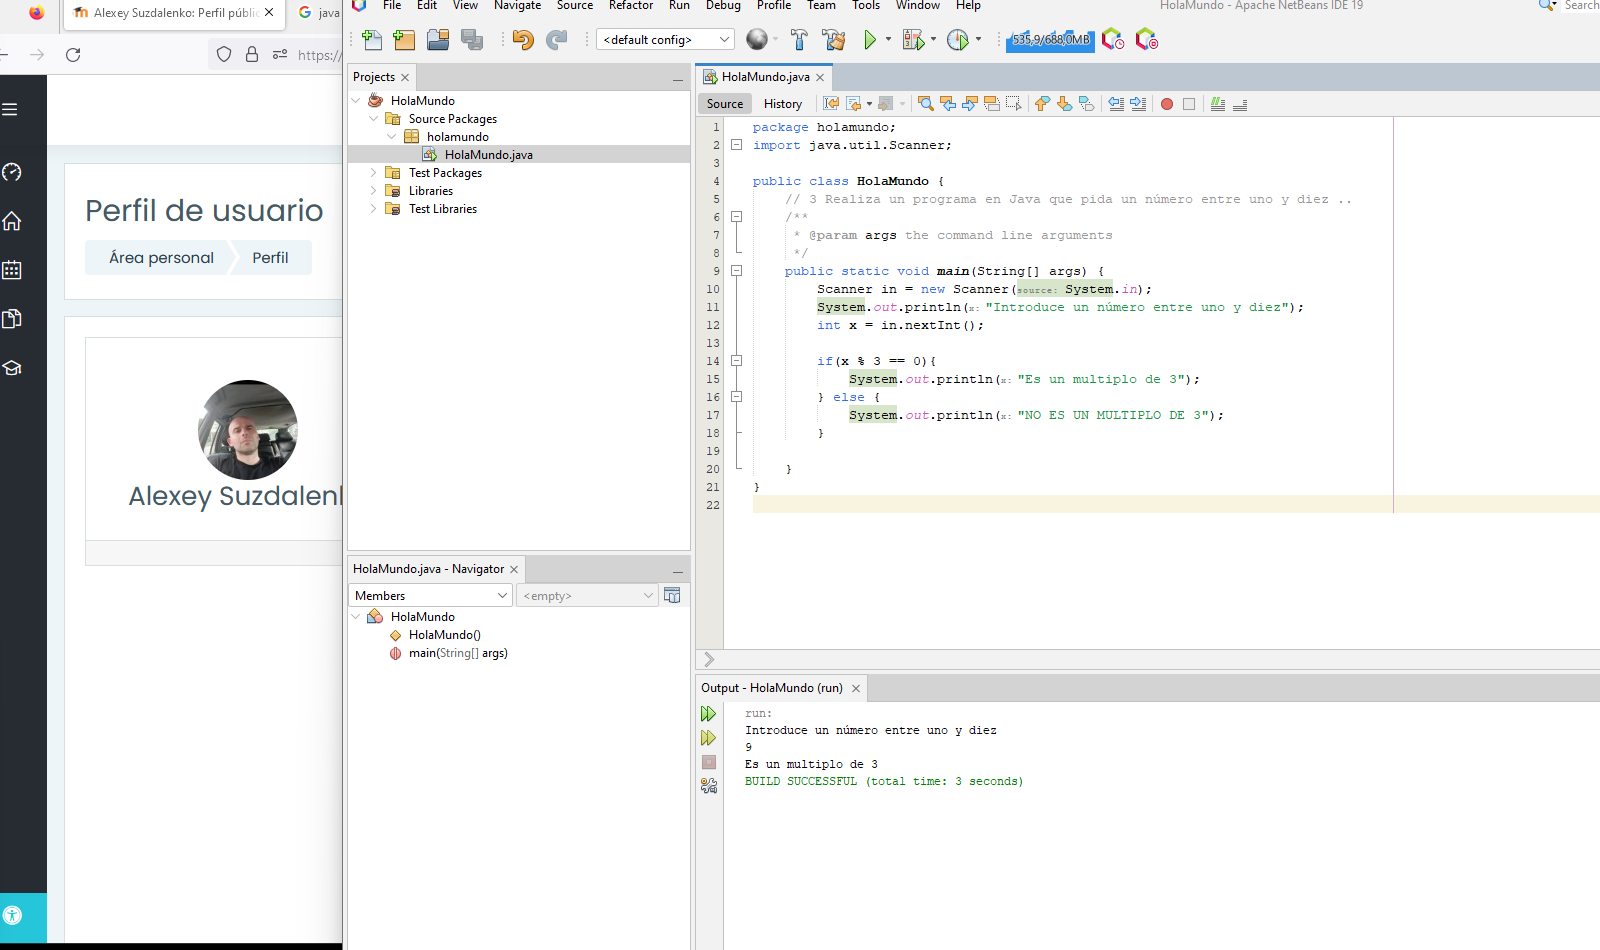 Alexey Suzdalenko: Perfil públic
java
https://
Perfil de usuario
Área personal
Perfil
Alexey Suzdalenk
File Edit View Navigate Source Refactor Run Debug Profile Team Tools Window Help
HolaMundo - Apache NetBeans IDE 19
Search
<default config>
535,9/688,0MB
Projects
HolaMundo
Source Packages
holamundo
HolaMundo.java
Test Packages
Libraries
Test Libraries
HolaMundo.java - Navigator
Members
<empty>
HolaMundo
HolaMundo()
main(String[] args)
HolaMundo.java
Source History
1 package holamundo;
2 import java.util.Scanner;
3
4 public class HolaMundo {
5 // 3 Realiza un programa en Java que pida un número entre uno y diez ..
6 /**
7 * @param args the command line arguments
8 */
9 public static void main(String[] args) {
10 Scanner in = new Scanner(source: System.in);
11 System.out.println(x: "Introduce un número entre uno y diez");
12 int x = in.nextInt();
13
14 if(x % 3 == 0){
15 System.out.println(x: "Es un multiplo de 3");
16 } else {
17 System.out.println(x: "NO ES UN MULTIPLO DE 3");
18 }
19
20 }
21 }
22
Output - HolaMundo (run)
run:
Introduce un número entre uno y diez
9
Es un multiplo de 3
BUILD SUCCESSFUL (total time: 3 seconds)